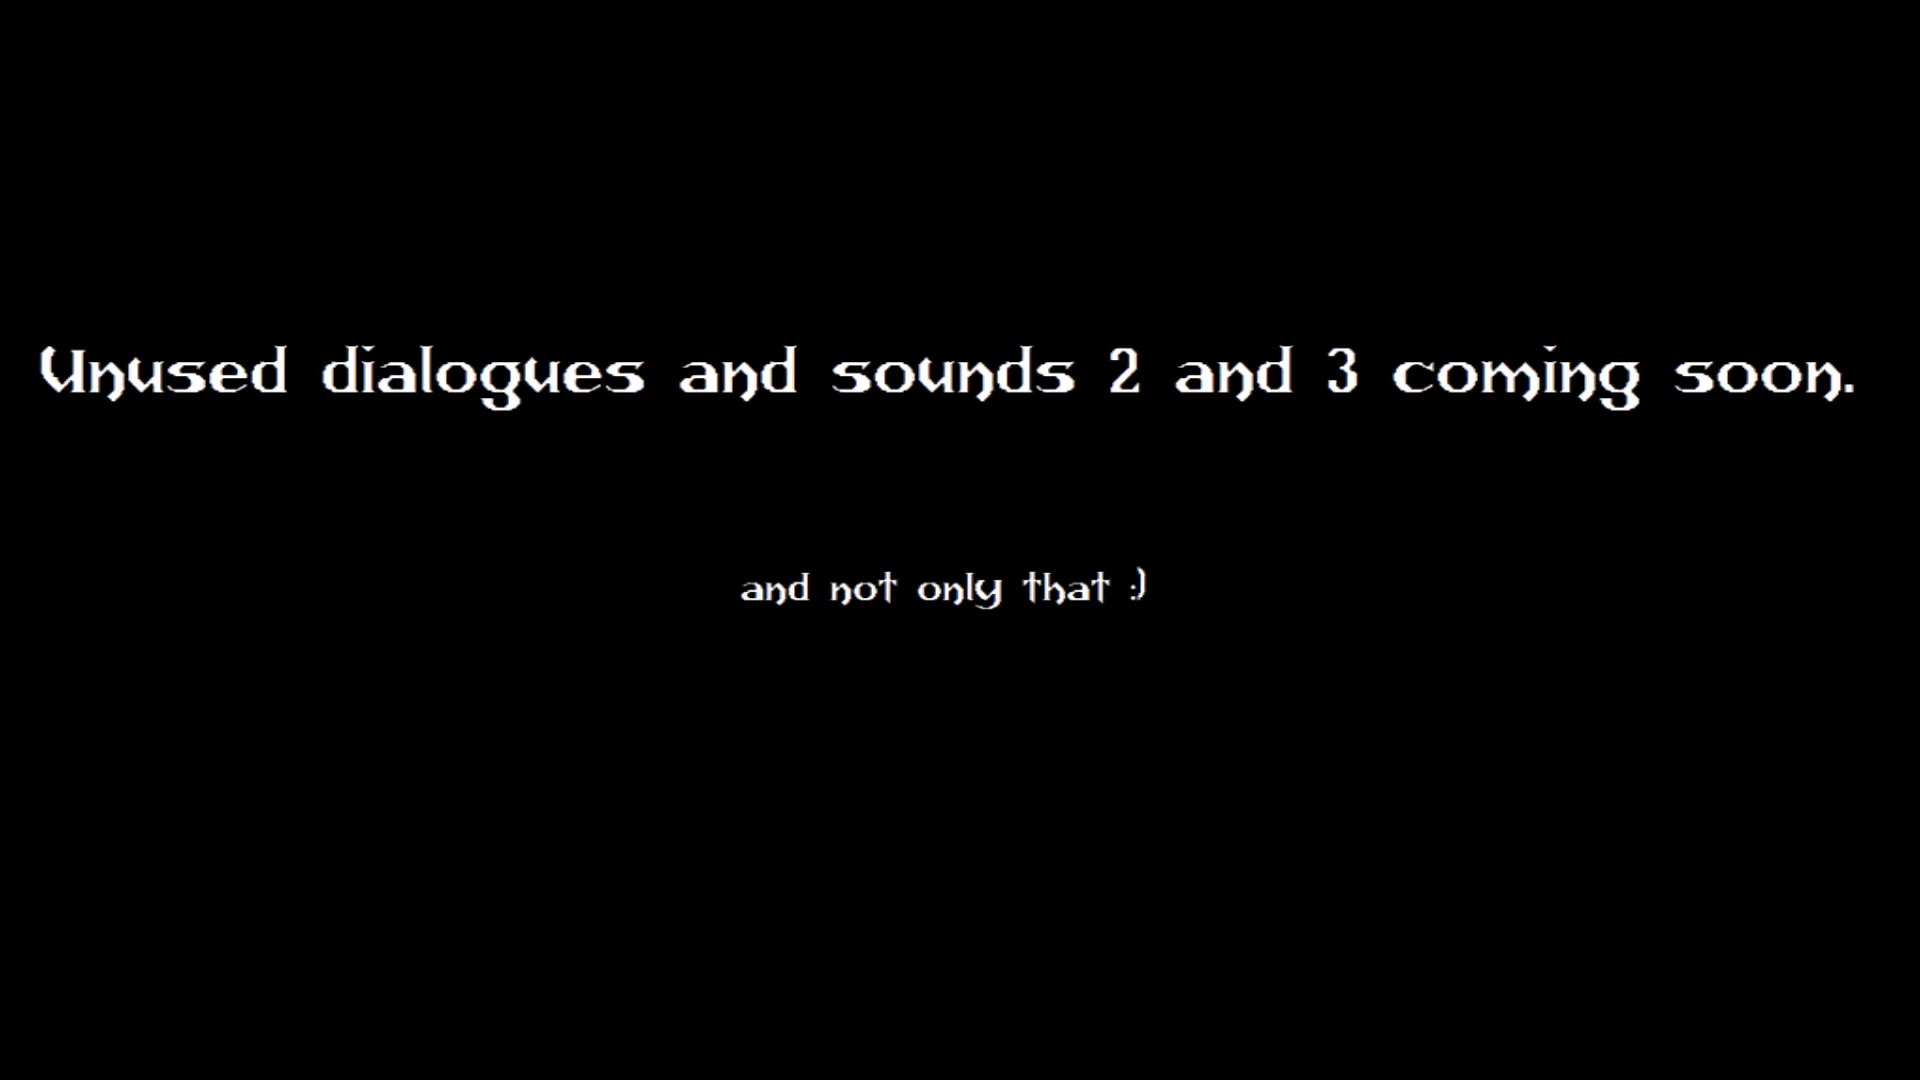 Unused dialogues and sounds 2 and 3 coming soon.
and not only that :)